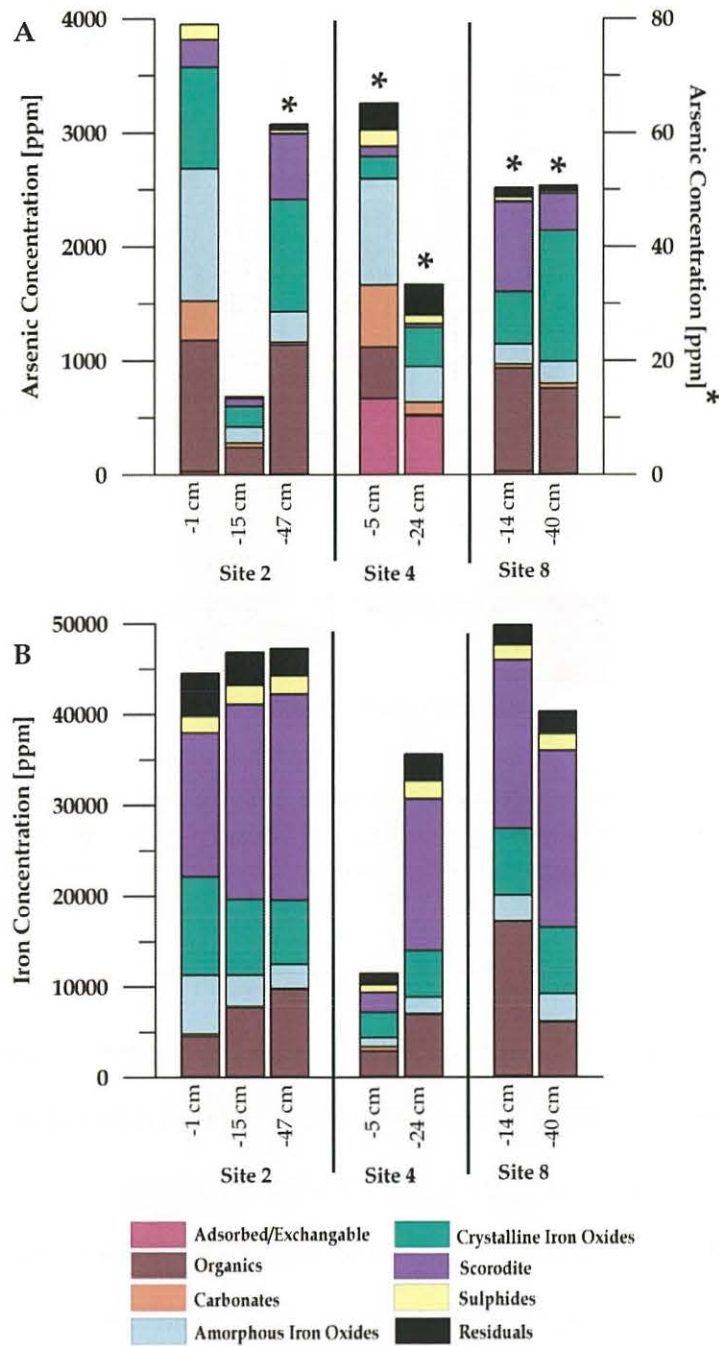 A
4000
3000
2000
1000
0
Arsenic Concentration [ppm]
*
*
*
*
*
80
60
40
20
0
Arsenic Concentration [ppm]*
-1 cm
-15 cm
-47 cm
-5 cm
-24 cm
-14 cm
-40 cm
Site 2
Site 4
Site 8
B
50000
40000
30000
20000
10000
0
Iron Concentration [ppm]
-1 cm
-15 cm
-47 cm
-5 cm
-24 cm
-14 cm
-40 cm
Site 2
Site 4
Site 8
Adsorbed/Exchangable
Organics
Carbonates
Amorphous Iron Oxides
Crystalline Iron Oxides
Scorodite
Sulphides
Residuals